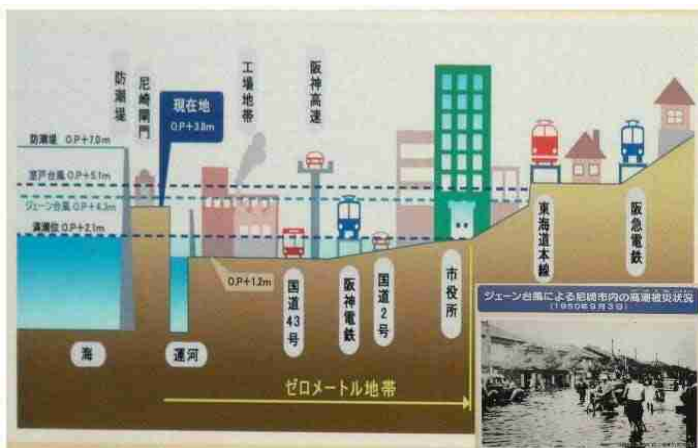 防潮堤
尼崎閘門
現在地
O.P+3.8m
工場地帯
阪神高速
防潮堤 O.P+7.0m
室戸台風 O.P+5.1m
ジェーン台風 O.P+4.3m
満潮位 O.P+2.1m
O.P+1.2m
海
運河
国道43号
阪神電鉄
国道2号
市役所
東海道本線
阪急電鉄
ゼロメートル地帯
ジェーン台風による尼崎市内の高潮被災状況
(1950年9月3日)